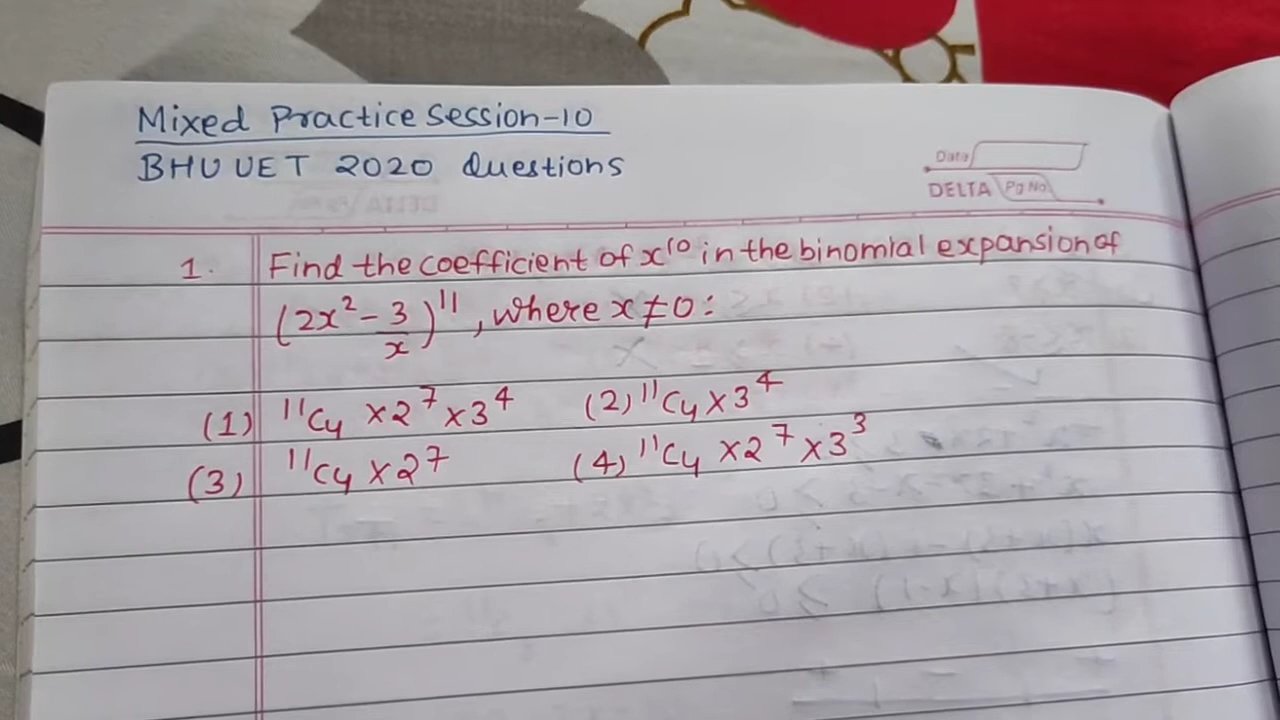 Mixed Practice Session-10
BHU UET 2020 Questions
Date
DELTA Pg No
1. Find the coefficient of x¹⁰ in the binomial expansion of
(2x² - 3/x)¹¹, where x ≠ 0:
(1) ¹¹C₄ × 2⁷ × 3⁴ (2) ¹¹C₄ × 3⁴
(3) ¹¹C₄ × 2⁷ (4) ¹¹C₄ × 2⁷ × 3³